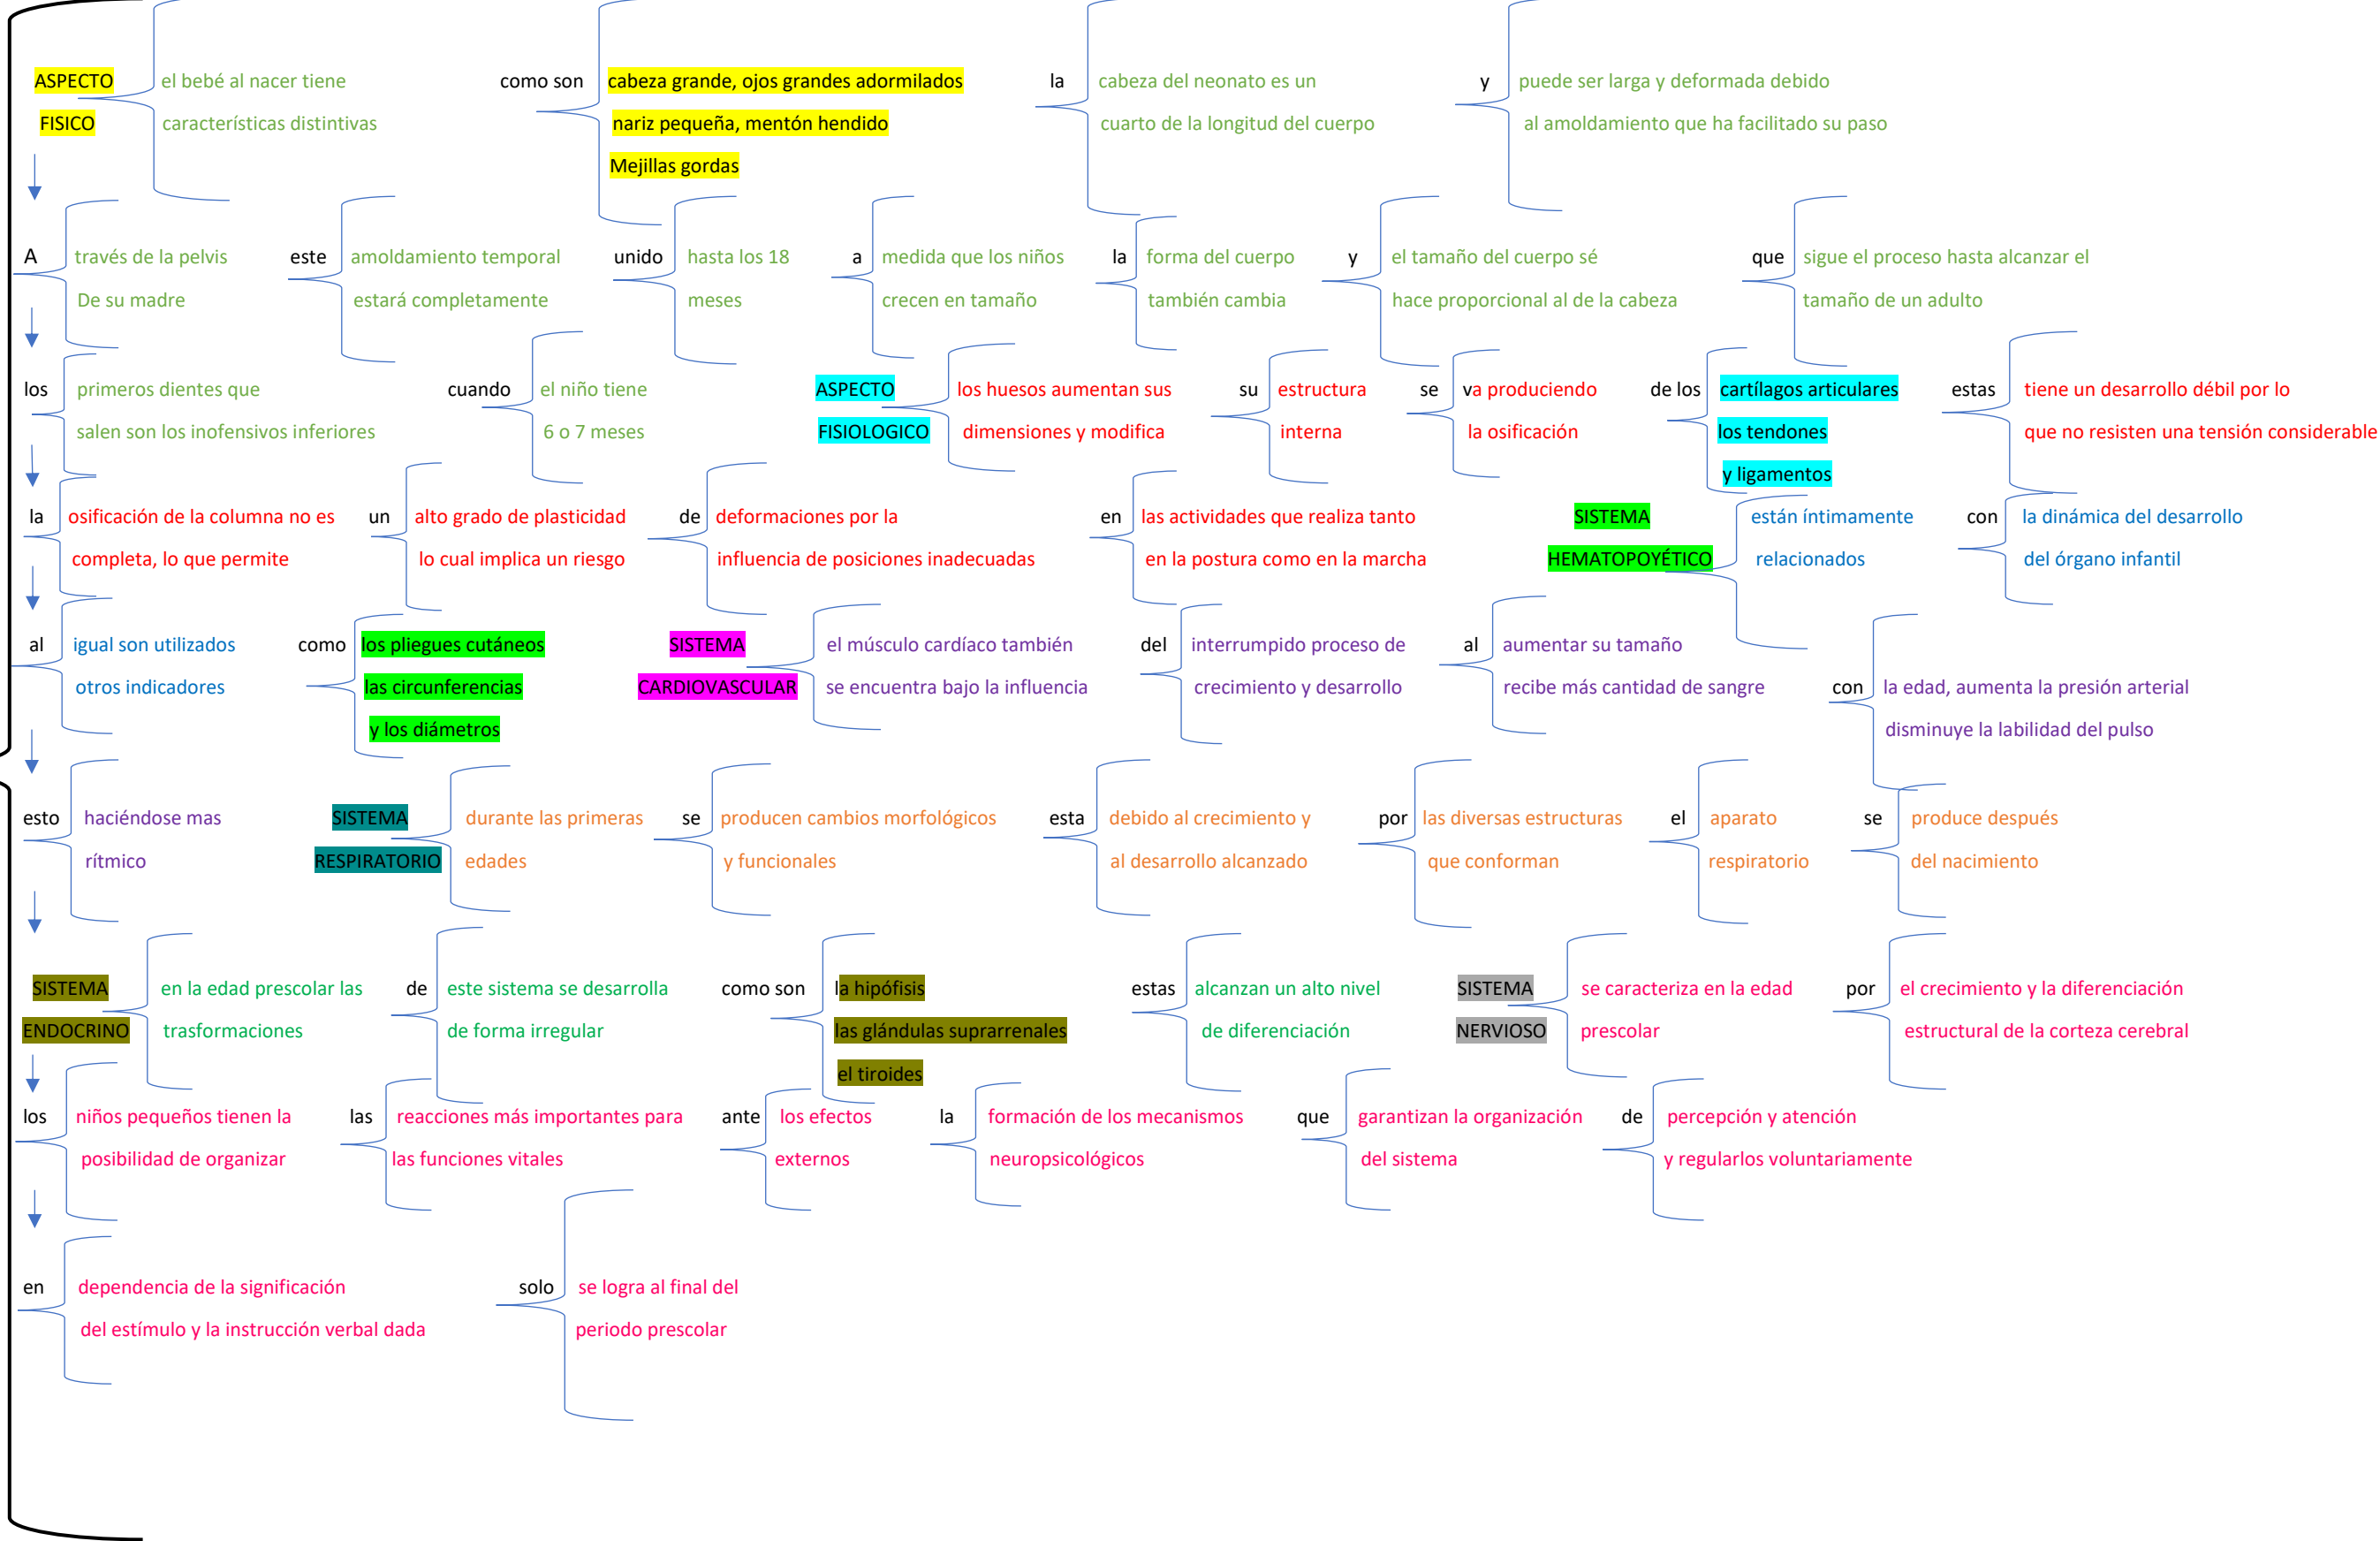 ASPECTO el bebé al nacer tiene como son cabeza grande, ojos grandes adormilados la cabeza del neonato es un y puede ser larga y deformada debido
FISICO características distintivas nariz pequeña, mentón hendido cuarto de la longitud del cuerpo al amoldamiento que ha facilitado su paso
Mejillas gordas
A través de la pelvis este amoldamiento temporal unido hasta los 18 a medida que los niños la forma del cuerpo y el tamaño del cuerpo sé que sigue el proceso hasta alcanzar el
De su madre estará completamente meses crecen en tamaño también cambia hace proporcional al de la cabeza tamaño de un adulto
los primeros dientes que cuando el niño tiene ASPECTO los huesos aumentan sus su estructura se va produciendo de los cartílagos articulares estas tiene un desarrollo débil por lo
salen son los inofensivos inferiores 6 o 7 meses FISIOLOGICO dimensiones y modifica interna la osificación los tendones que no resisten una tensión considerable
y ligamentos
la osificación de la columna no es un alto grado de plasticidad de deformaciones por la en las actividades que realiza tanto SISTEMA están íntimamente con la dinámica del desarrollo
completa, lo que permite lo cual implica un riesgo influencia de posiciones inadecuadas en la postura como en la marcha HEMATOPOYÉTICO relacionados del órgano infantil
al igual son utilizados como los pliegues cutáneos SISTEMA el músculo cardíaco también del interrumpido proceso de al aumentar su tamaño
otros indicadores las circunferencias CARDIOVASCULAR se encuentra bajo la influencia crecimiento y desarrollo recibe más cantidad de sangre con la edad, aumenta la presión arterial
y los diámetros disminuye la labilidad del pulso
esto haciéndose mas SISTEMA durante las primeras se producen cambios morfológicos esta debido al crecimiento y por las diversas estructuras el aparato se produce después
rítmico RESPIRATORIO edades y funcionales al desarrollo alcanzado que conforman respiratorio del nacimiento
SISTEMA en la edad prescolar las de este sistema se desarrolla como son la hipófisis estas alcanzan un alto nivel SISTEMA se caracteriza en la edad por el crecimiento y la diferenciación
ENDOCRINO trasformaciones de forma irregular las glándulas suprarrenales de diferenciación NERVIOSO prescolar estructural de la corteza cerebral
el tiroides
los niños pequeños tienen la las reacciones más importantes para ante los efectos la formación de los mecanismos que garantizan la organización de percepción y atención
posibilidad de organizar las funciones vitales externos neuropsicológicos del sistema y regularlos voluntariamente
en dependencia de la significación solo se logra al final del
del estímulo y la instrucción verbal dada periodo prescolar